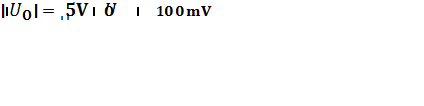 |U₀| = 5V 100mV